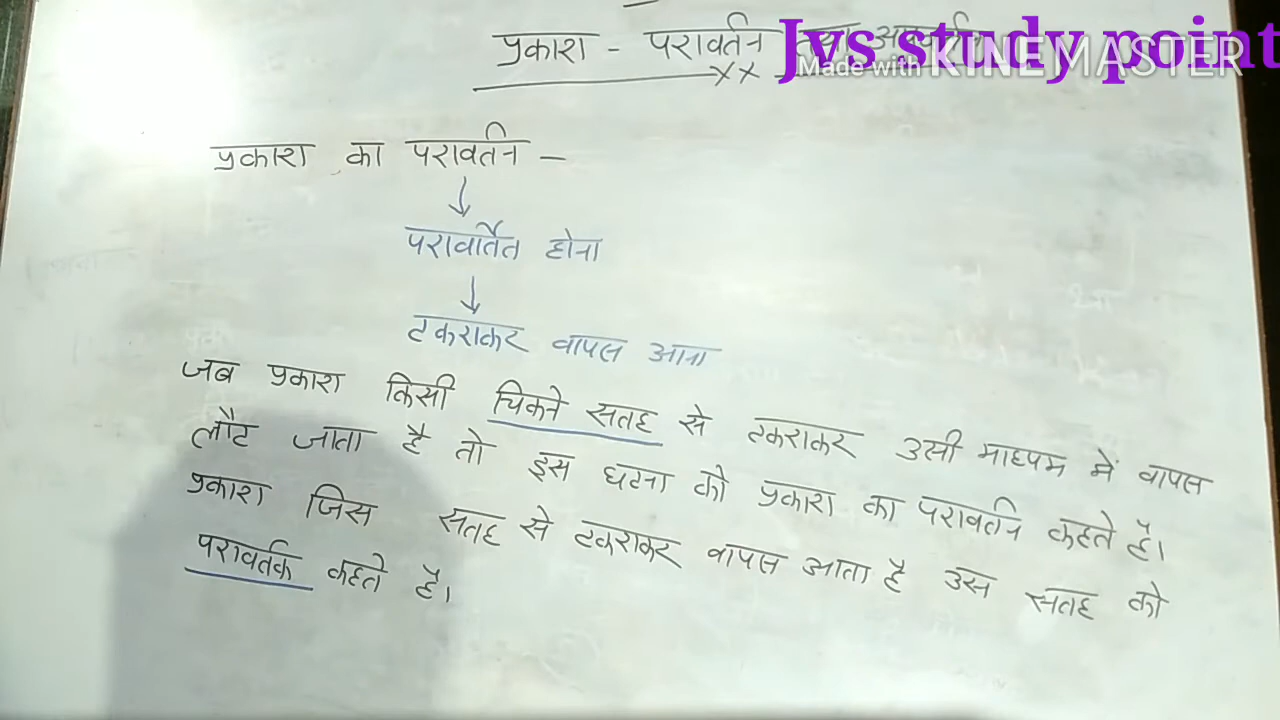 प्रकाश - परावर्तन
Jvs study point
Made with KINEMASTER
प्रकाश का परावर्तन –
↓
परावर्तित होना
↓
टकराकर वापस आना
जब प्रकाश किसी चिकने सतह से टकराकर उसी माध्यम में वापस
लौट जाता है तो इस घटना को प्रकाश का परावर्तन कहते है।
प्रकाश जिस सतह से टकराकर वापस आता है उस सतह को
परावर्तक कहते है।